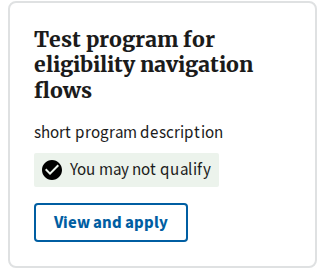 Test program for
eligibility navigation
flows
short program description
You may not qualify
View and apply